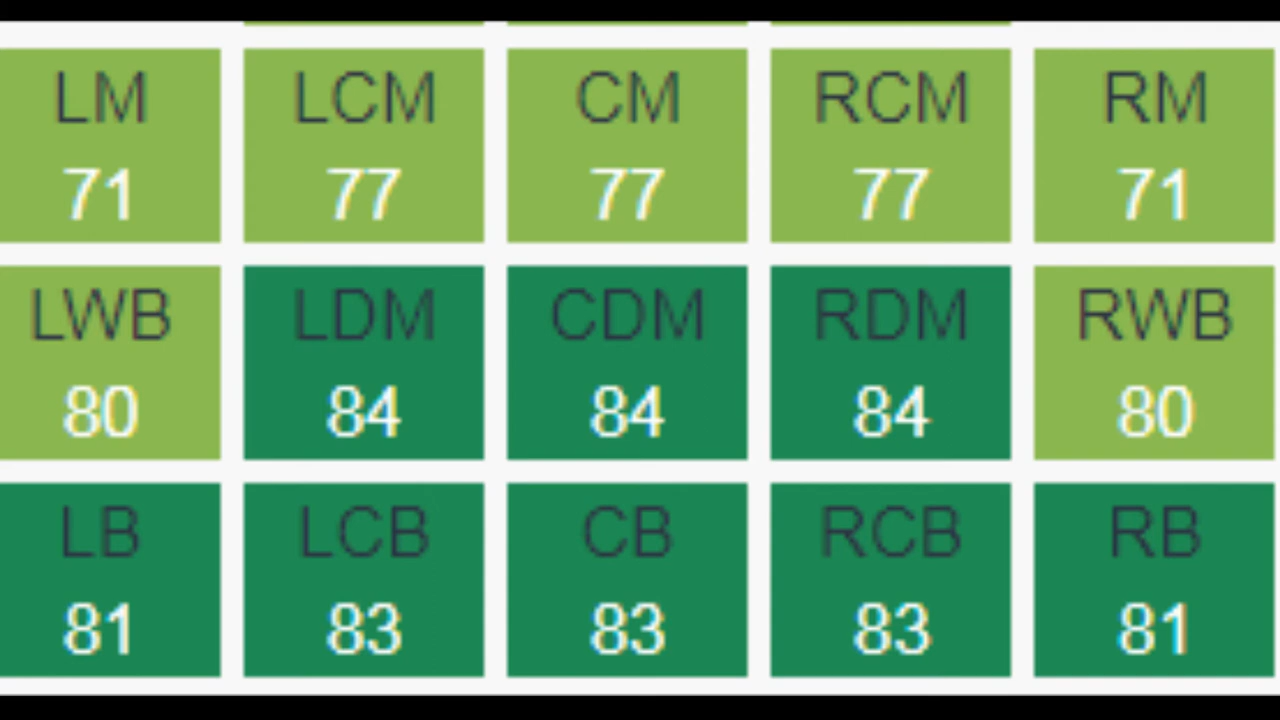 LM LCM CM RCM RM
71 77 77 77 71
LWB LDM CDM RDM RWB
80 84 84 84 80
LB LCB CB RCB RB
81 83 83 83 81